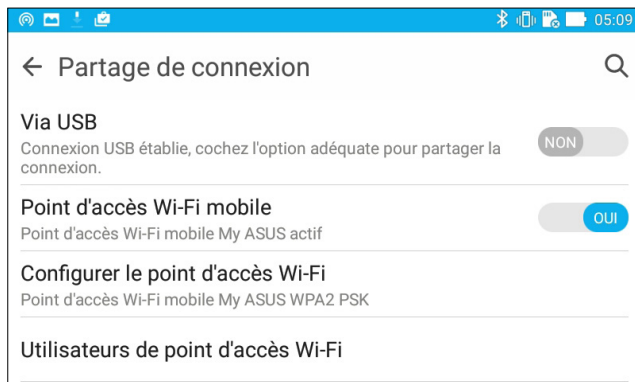 05:09
Partage de connexion
Via USB
Connexion USB établie, cochez l'option adéquate pour partager la
connexion.
NON
Point d'accès Wi-Fi mobile
Point d'accès Wi-Fi mobile My ASUS actif
OUI
Configurer le point d'accès Wi-Fi
Point d'accès Wi-Fi mobile My ASUS WPA2 PSK
Utilisateurs de point d'accès Wi-Fi